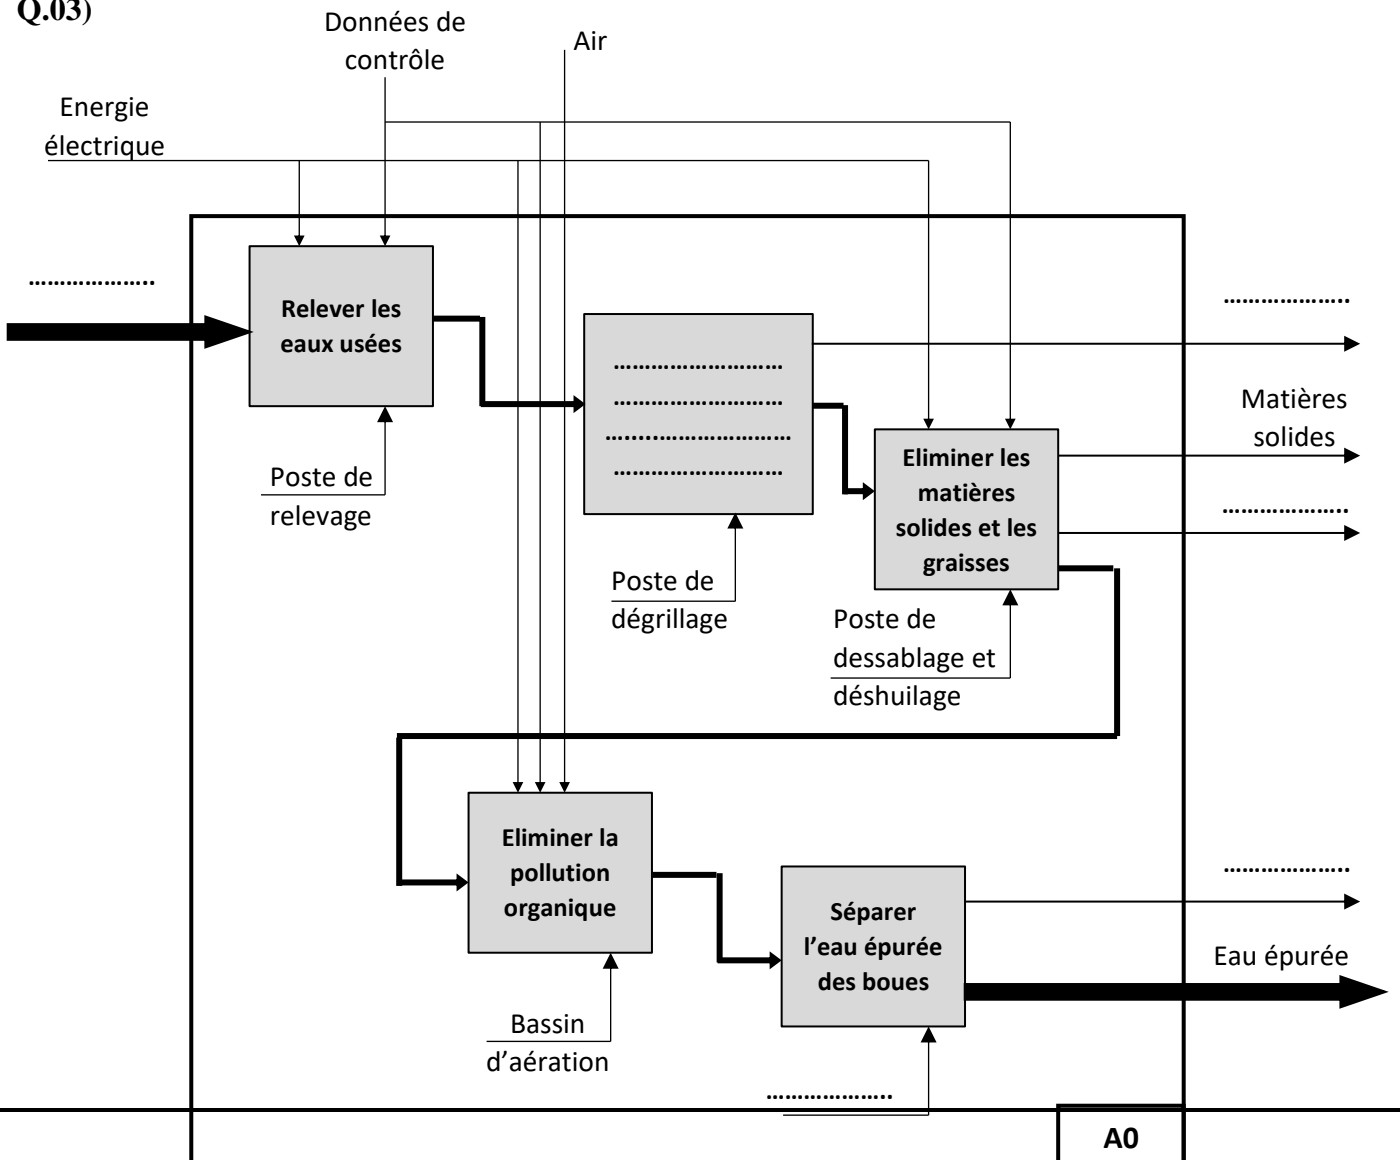 Q.03)
Données de
contrôle
Air
Energie
électrique
………………..
Relever les
eaux usées
………………..
………………………
………………………
…….…………………
………………………
Matières
solides
Poste de
relevage
Eliminer les
matières
solides et les
graisses
………………..
Poste de
dégrillage
Poste de
dessablage et
déshuilage
Eliminer la
pollution
organique
………………..
Séparer
l’eau épurée
des boues
Eau épurée
Bassin
d’aération
………………..
A0